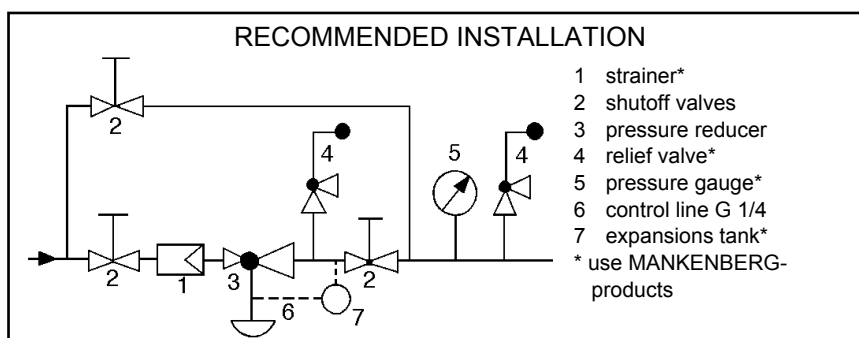 RECOMMENDED INSTALLATION
2
4
5
4
2
1
3
6
7
2
1 strainer*
2 shutoff valves
3 pressure reducer
4 relief valve*
5 pressure gauge*
6 control line G 1/4
7 expansions tank*
* use MANKENBERG-
products